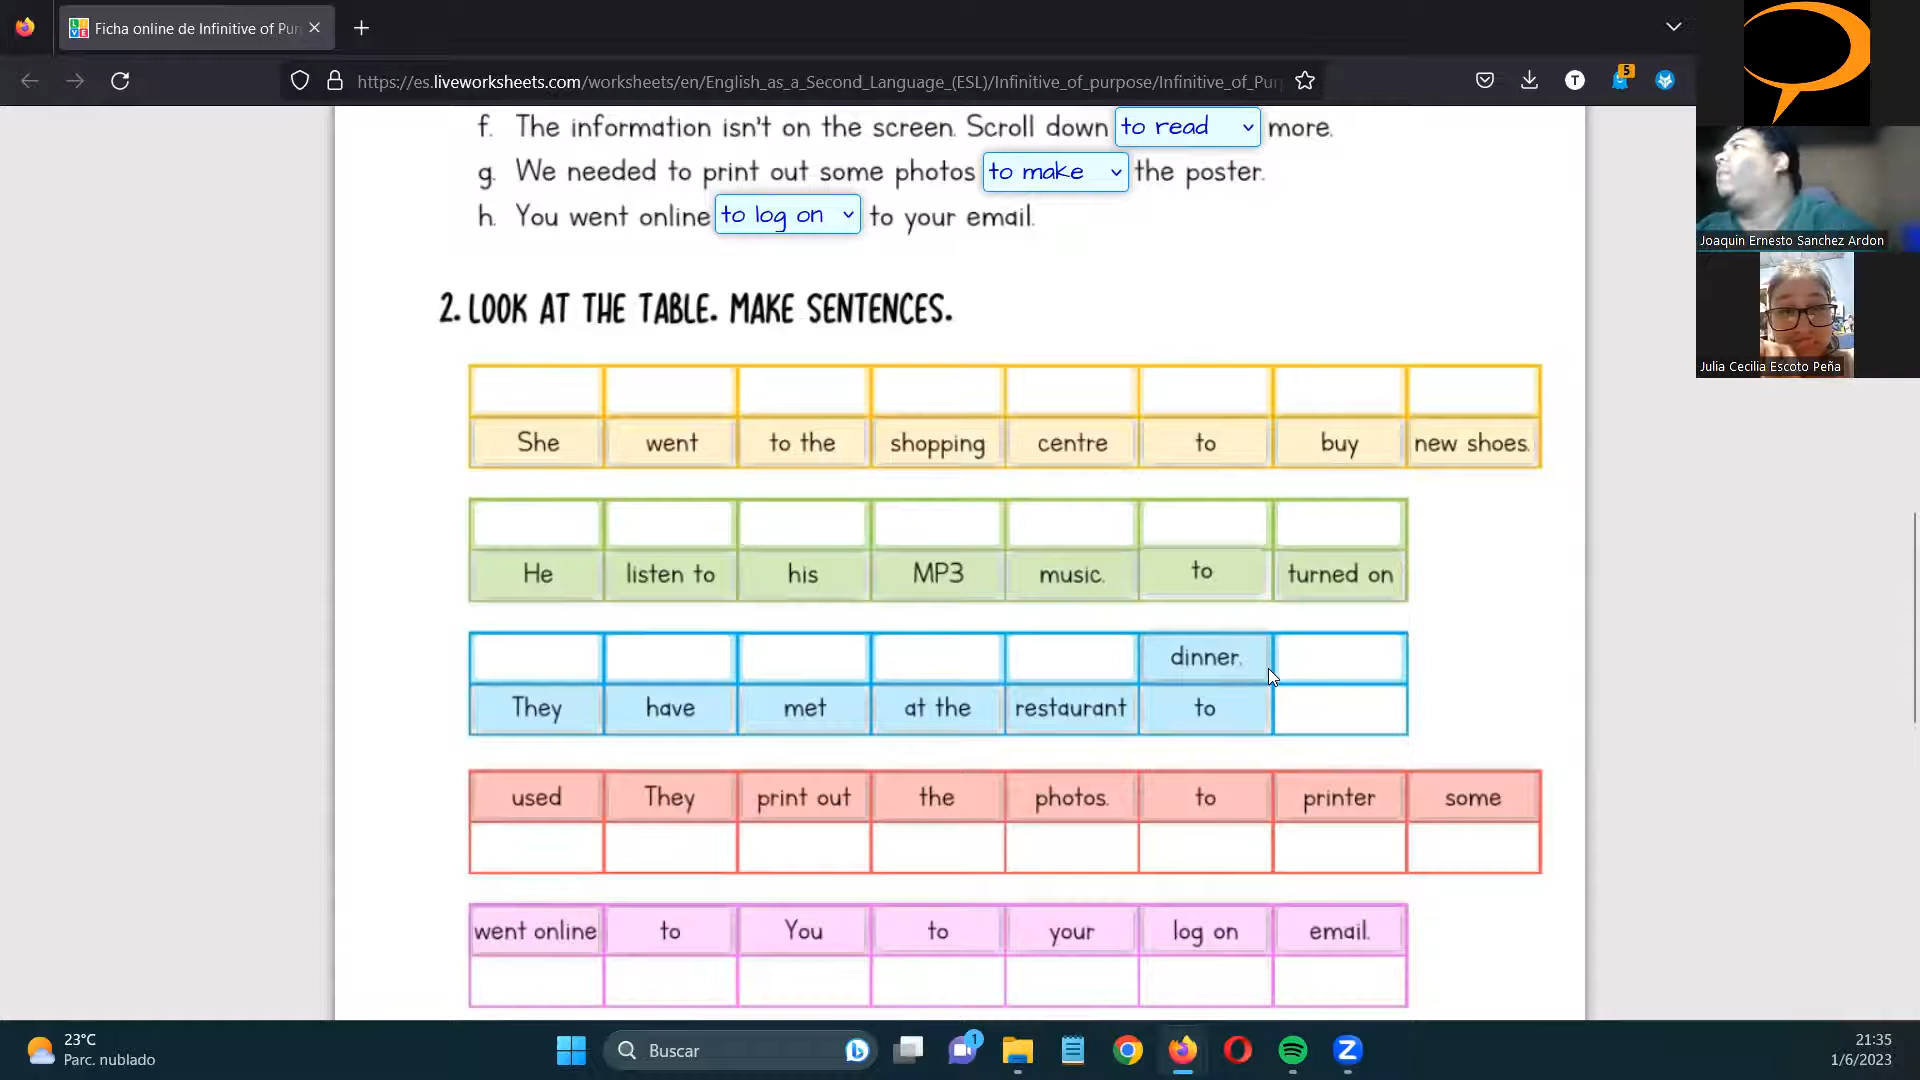 Ficha online de Infinitive of Pur
https://es.liveworksheets.com/worksheets/en/English_as_a_Second_Language_(ESL)/Infinitive_of_purpose/Infinitive_of_Pur
T
5
f. The information isn't on the screen. Scroll down to read more.
g. We needed to print out some photos to make the poster.
h. You went online to log on to your email.
Joaquin Ernesto Sanchez Ardon
Julia Cecilia Escoto Peña
2. LOOK AT THE TABLE. MAKE SENTENCES.
She went to the shopping centre to buy new shoes.
He listen to his MP3 music. to turned on
dinner.
They have met at the restaurant to
used They print out the photos. to printer some
went online to You to your log on email.
23°C
Parc. nublado
Buscar
1
21:35
1/6/2023